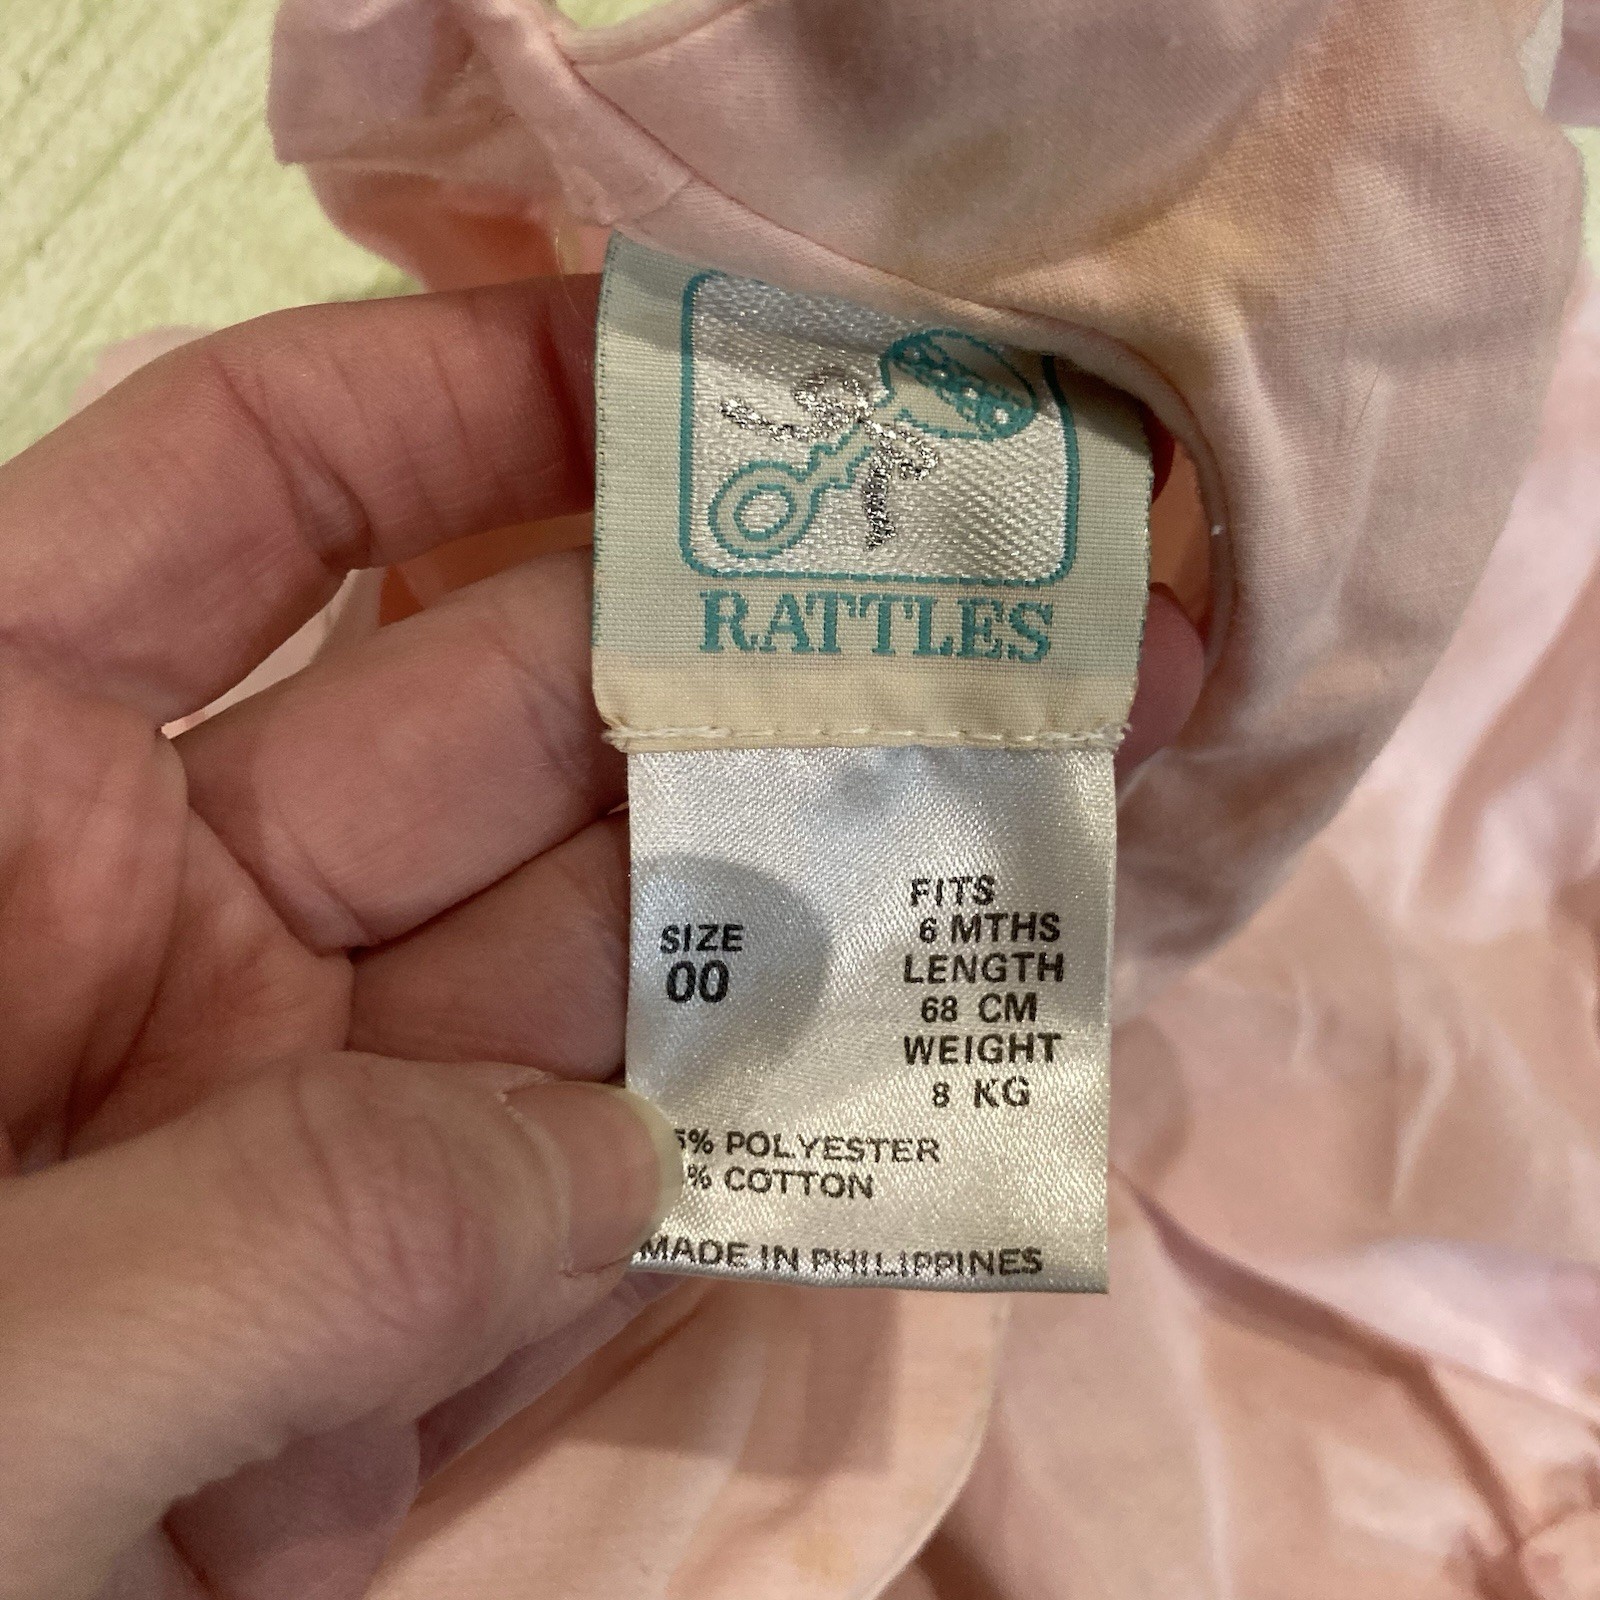 RATTLES
SIZE
00
FITS
6 MTHS
LENGTH
68 CM
WEIGHT
8 KG
5% POLYESTER
% COTTON
MADE IN PHILIPPINES